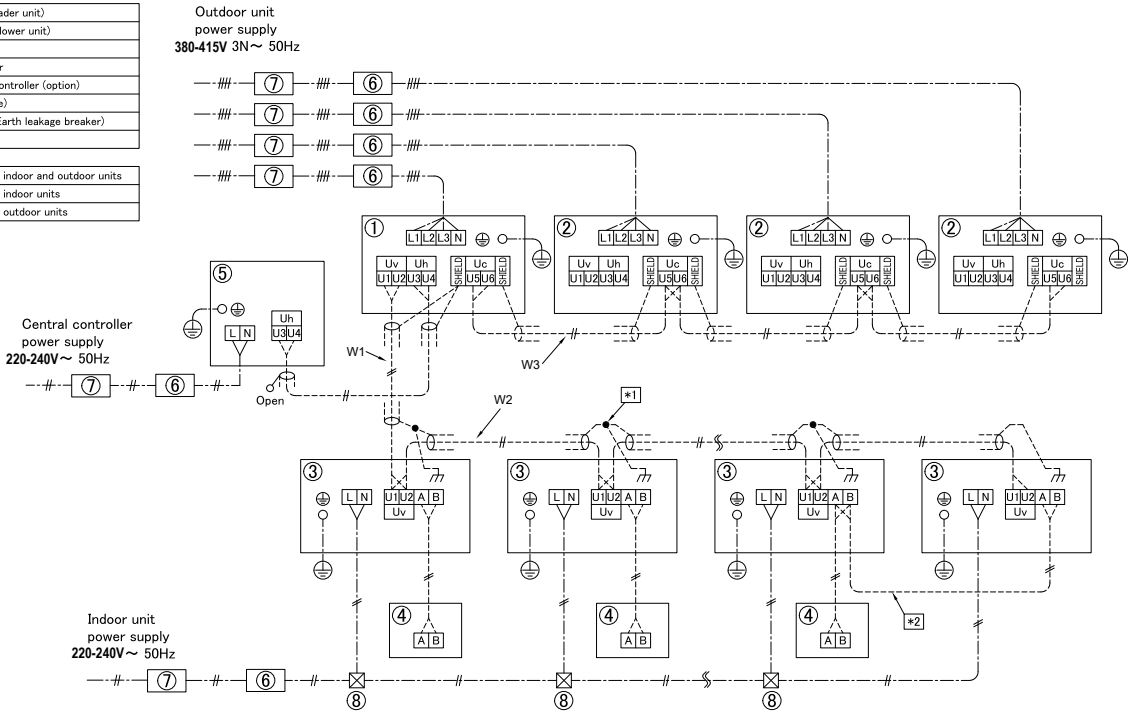 ader unit)
lower unit)
r
ontroller (option)
e)
Earth leakage breaker)
indoor and outdoor units
indoor units
outdoor units
Outdoor unit
power supply
380-415V 3N～ 50Hz
⑦ ⑥
⑦ ⑥
⑦ ⑥
⑦ ⑥
① ② ② ②
L1 L2 L3 N L1 L2 L3 N L1 L2 L3 N L1 L2 L3 N
Uv Uh Uc Uv Uh Uc Uv Uh Uc Uv Uh Uc
U1 U2 U3 U4 SHIELD U5 U6 SHIELD U1 U2 U3 U4 SHIELD U5 U6 SHIELD U1 U2 U3 U4 SHIELD U5 U6 SHIELD U1 U2 U3 U4 SHIELD U5 U6 SHIELD
⑤
Uh
L N U3 U4
Central controller
power supply
220-240V～ 50Hz
⑦ ⑥
Open
W1
W3
W2
*1
③ ③ ③ ③
L N U1 U2 A B L N U1 U2 A B L N U1 U2 A B L N U1 U2 A B
Uv Uv Uv Uv
④ ④ ④
A B A B A B
*2
Indoor unit
power supply
220-240V～ 50Hz
⑦ ⑥
⑧ ⑧ ⑧